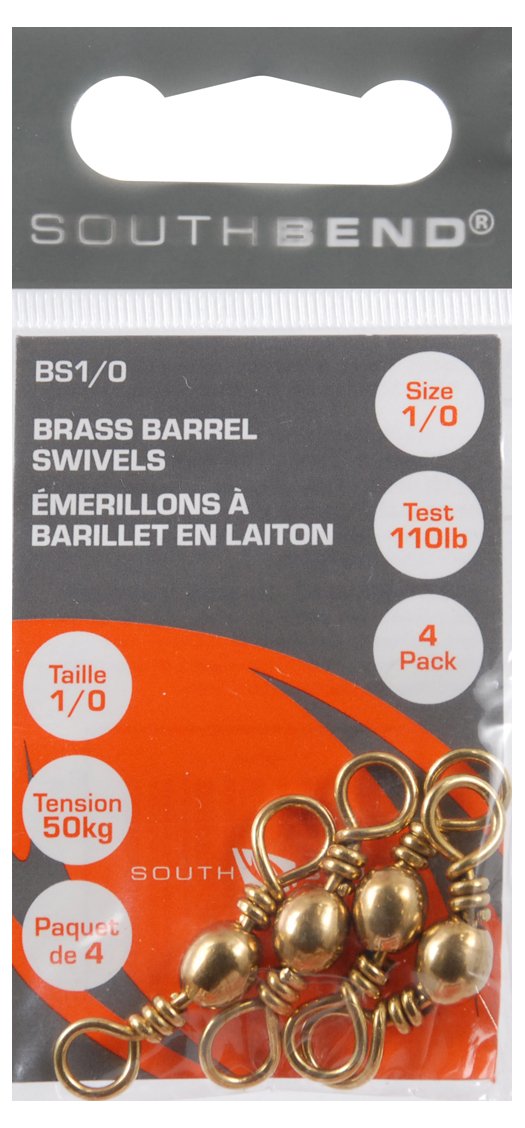 SOUTHBEND®
BS1/0
BRASS BARREL
SWIVELS
ÉMERILLONS À
BARILLET EN LAITON
Size
1/0
Test
110lb
4
Pack
Taille
1/0
Tension
50kg
Paquet
de 4
SOUTH